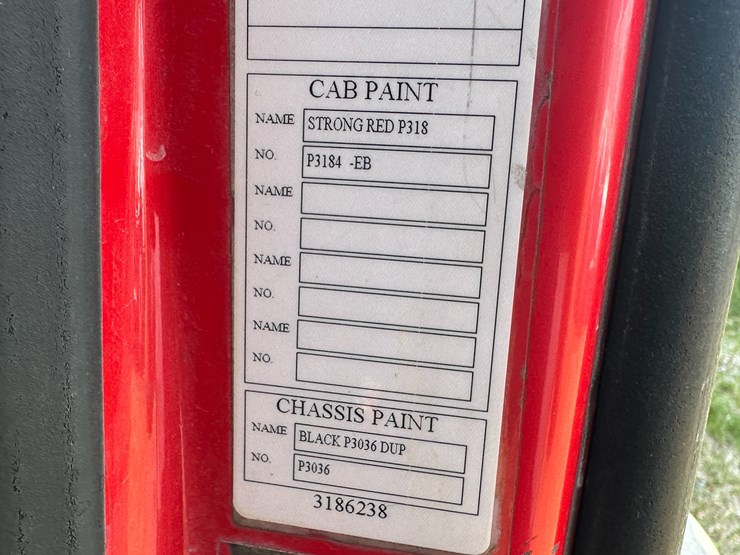 CAB PAINT
NAME STRONG RED P318
NO. P3184 -EB
NAME
NO.
NAME
NO.
NAME
NO.
CHASSIS PAINT
NAME BLACK P3036 DUP
NO. P3036
3186238